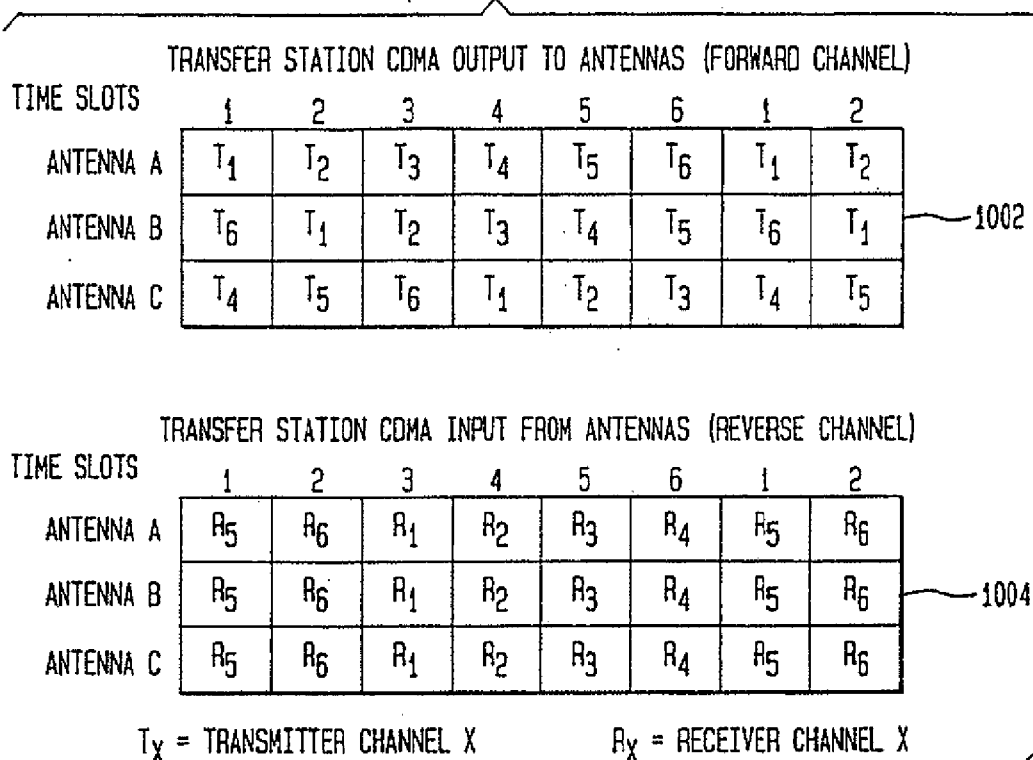 TRANSFER STATION CDMA OUTPUT TO ANTENNAS (FORWARD CHANNEL)
TIME SLOTS 1 2 3 4 5 6 1 2
ANTENNA A T1 T2 T3 T4 T5 T6 T1 T2
ANTENNA B T6 T1 T2 T3 T4 T5 T6 T1
1002
ANTENNA C T4 T5 T6 T1 T2 T3 T4 T5
TRANSFER STATION CDMA INPUT FROM ANTENNAS (REVERSE CHANNEL)
TIME SLOTS 1 2 3 4 5 6 1 2
ANTENNA A R5 R6 R1 R2 R3 R4 R5 R6
ANTENNA B R5 R6 R1 R2 R3 R4 R5 R6
1004
ANTENNA C R5 R6 R1 R2 R3 R4 R5 R6
TX = TRANSMITTER CHANNEL X RX = RECEIVER CHANNEL X